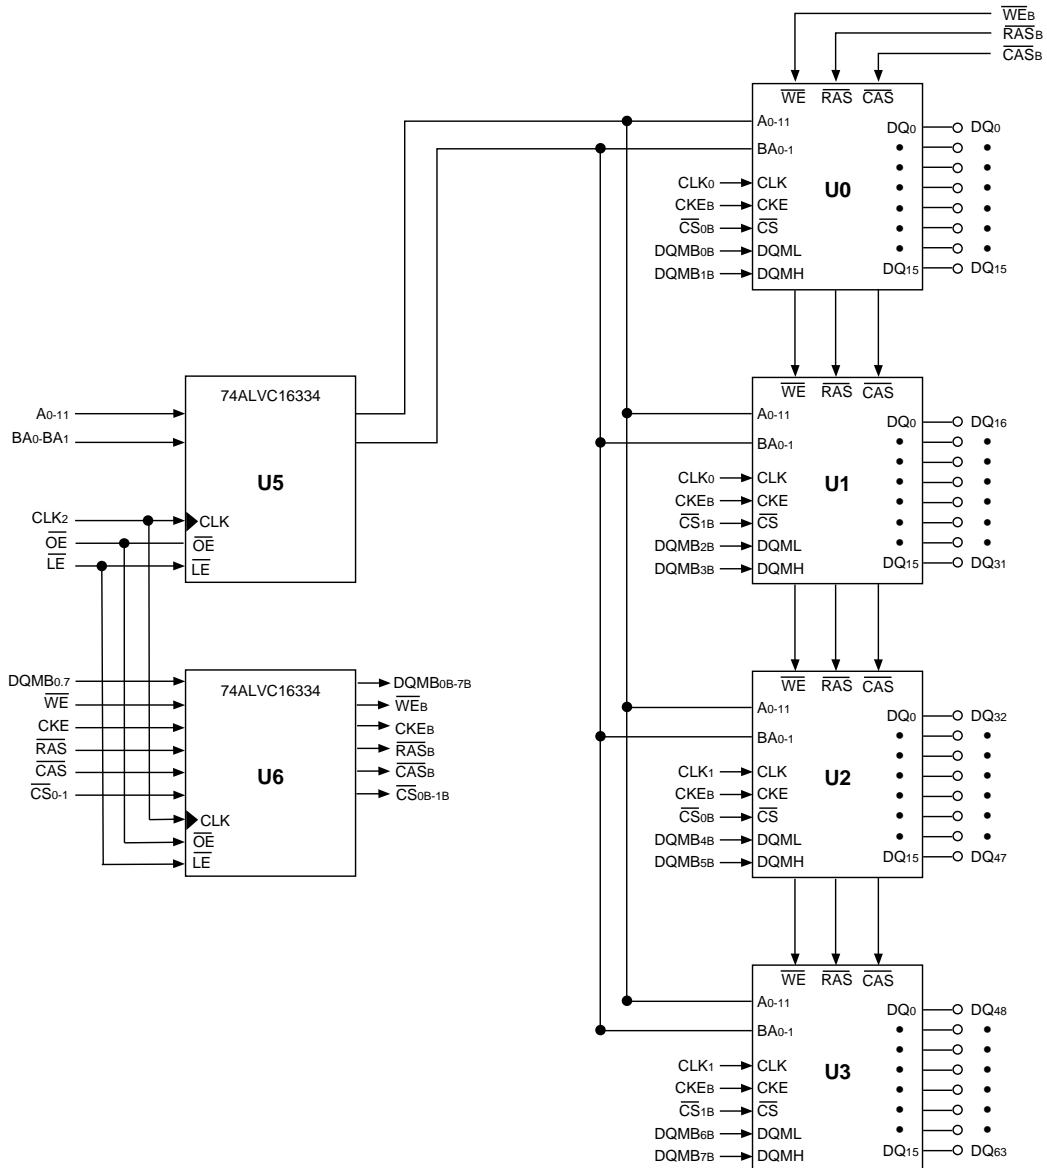 WEB
RASB
CASB
WE RAS CAS
A0-11
BA0-1
CLK0 CLK
CKEB CKE
CS0B CS
DQMB0B DQML
DQMB1B DQMH
U0
DQ0 DQ0
DQ15 DQ15
WE RAS CAS
A0-11
BA0-1
CLK0 CLK
CKEB CKE
CS1B CS
DQMB2B DQML
DQMB3B DQMH
U1
DQ0 DQ16
DQ15 DQ31
74ALVC16334
A0-11
BA0-BA1
U5
CLK2 CLK
OE OE
LE LE
74ALVC16334
DQMB0.7 DQMB0B-7B
WE WEB
CKE CKEB
RAS RASB
CAS CASB
CS0-1 CS0B-1B
U6
CLK
OE
LE
WE RAS CAS
A0-11
BA0-1
CLK1 CLK
CKEB CKE
CS0B CS
DQMB4B DQML
DQMB5B DQMH
U2
DQ0 DQ32
DQ15 DQ47
WE RAS CAS
A0-11
BA0-1
CLK1 CLK
CKEB CKE
CS1B CS
DQMB6B DQML
DQMB7B DQMH
U3
DQ0 DQ48
DQ15 DQ63